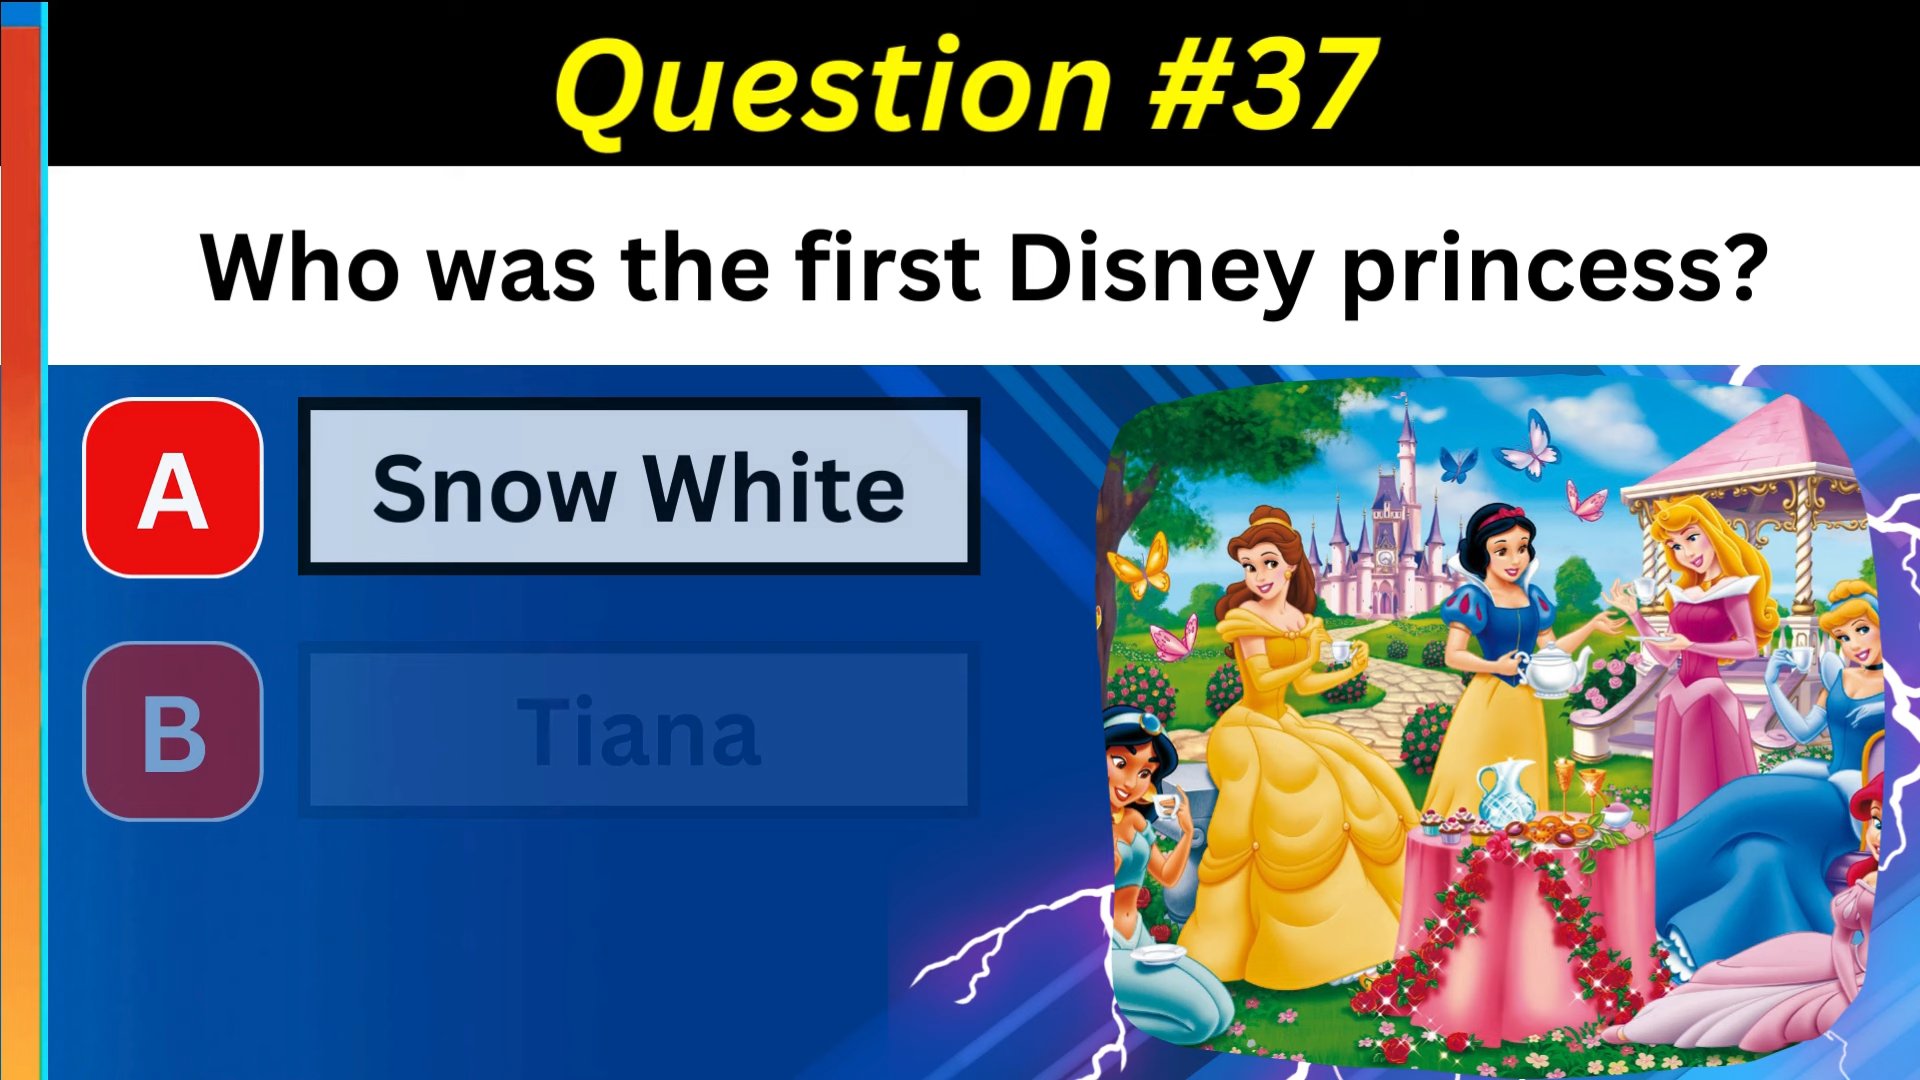 Question #37
Who was the first Disney princess?
A
Snow White
B
Tiana